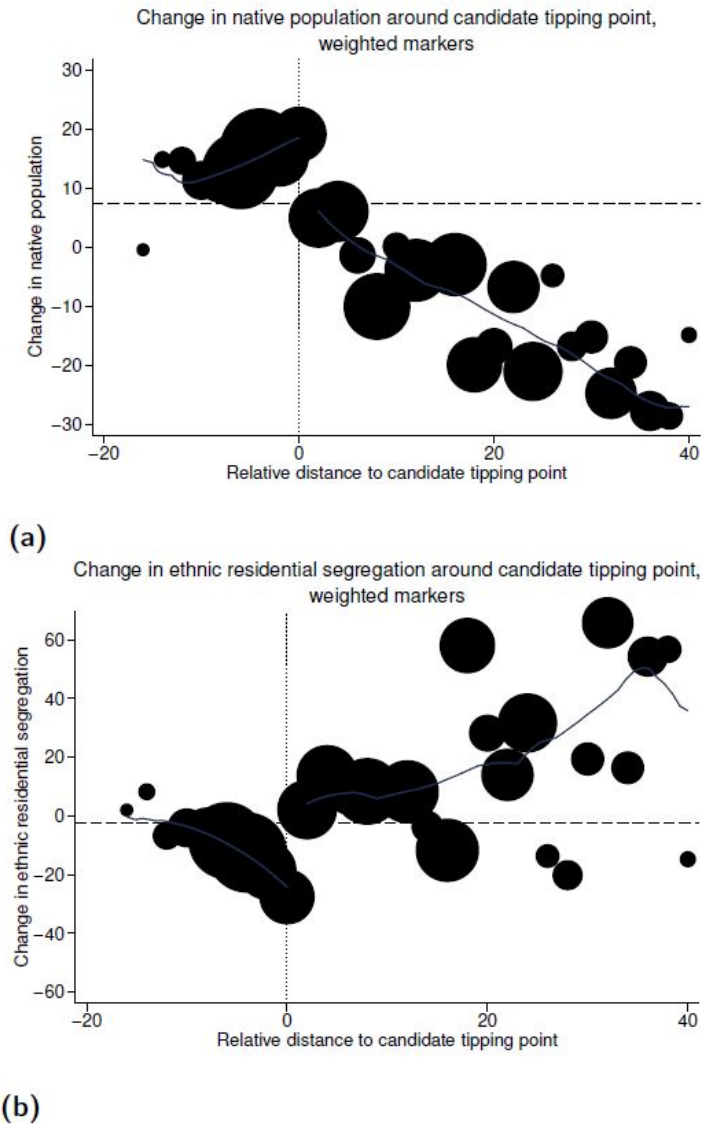 Change in native population around candidate tipping point,
weighted markers
30
20
10
0
−10
−20
−30
Change in native population
−20
0
20
40
Relative distance to candidate tipping point
(a)
Change in ethnic residential segregation around candidate tipping point,
weighted markers
60
40
20
0
−20
−40
−60
Change in ethnic residential segregation
−20
0
20
40
Relative distance to candidate tipping point
(b)